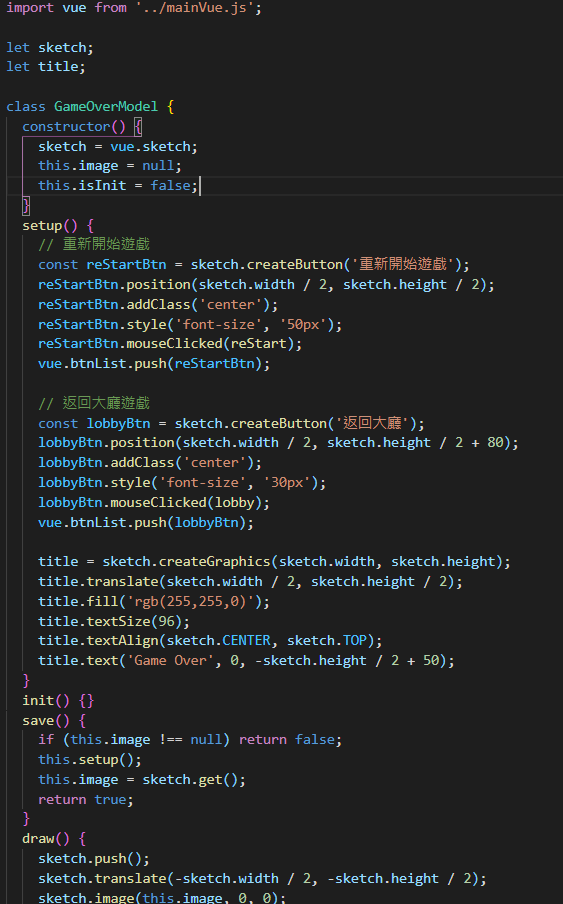 import vue from '../mainVue.js';
let sketch;
let title;
class GameOverModel {
constructor() {
sketch = vue.sketch;
this.image = null;
this.isInit = false;
}
setup() {
// 重新開始遊戲
const reStartBtn = sketch.createButton('重新開始遊戲');
reStartBtn.position(sketch.width / 2, sketch.height / 2);
reStartBtn.addClass('center');
reStartBtn.style('font-size', '50px');
reStartBtn.mouseClicked(reStart);
vue.btnList.push(reStartBtn);
// 返回大廳遊戲
const lobbyBtn = sketch.createButton('返回大廳');
lobbyBtn.position(sketch.width / 2, sketch.height / 2 + 80);
lobbyBtn.addClass('center');
lobbyBtn.style('font-size', '30px');
lobbyBtn.mouseClicked(lobby);
vue.btnList.push(lobbyBtn);
title = sketch.createGraphics(sketch.width, sketch.height);
title.translate(sketch.width / 2, sketch.height / 2);
title.fill('rgb(255,255,0)');
title.textSize(96);
title.textAlign(sketch.CENTER, sketch.TOP);
title.text('Game Over', 0, -sketch.height / 2 + 50);
}
init() {}
save() {
if (this.image !== null) return false;
this.setup();
this.image = sketch.get();
return true;
}
draw() {
sketch.push();
sketch.translate(-sketch.width / 2, -sketch.height / 2);
sketch.image(this.image, 0, 0);